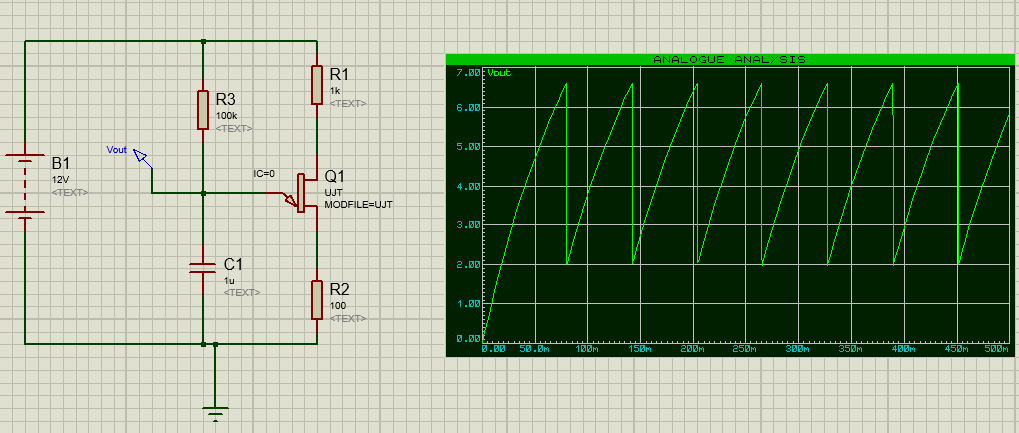 R1
1k
<TEXT>
R3
100k
<TEXT>
Vout
B1
12V
<TEXT>
IC=0
Q1
UJT
MODFILE=UJT
C1
1u
<TEXT>
R2
100
<TEXT>
ANALOGUE ANALYSIS
7.00
Vout
6.00
5.00
4.00
3.00
2.00
1.00
0.00
0.00 50.0m 100m 150m 200m 250m 300m 350m 400m 450m 500m